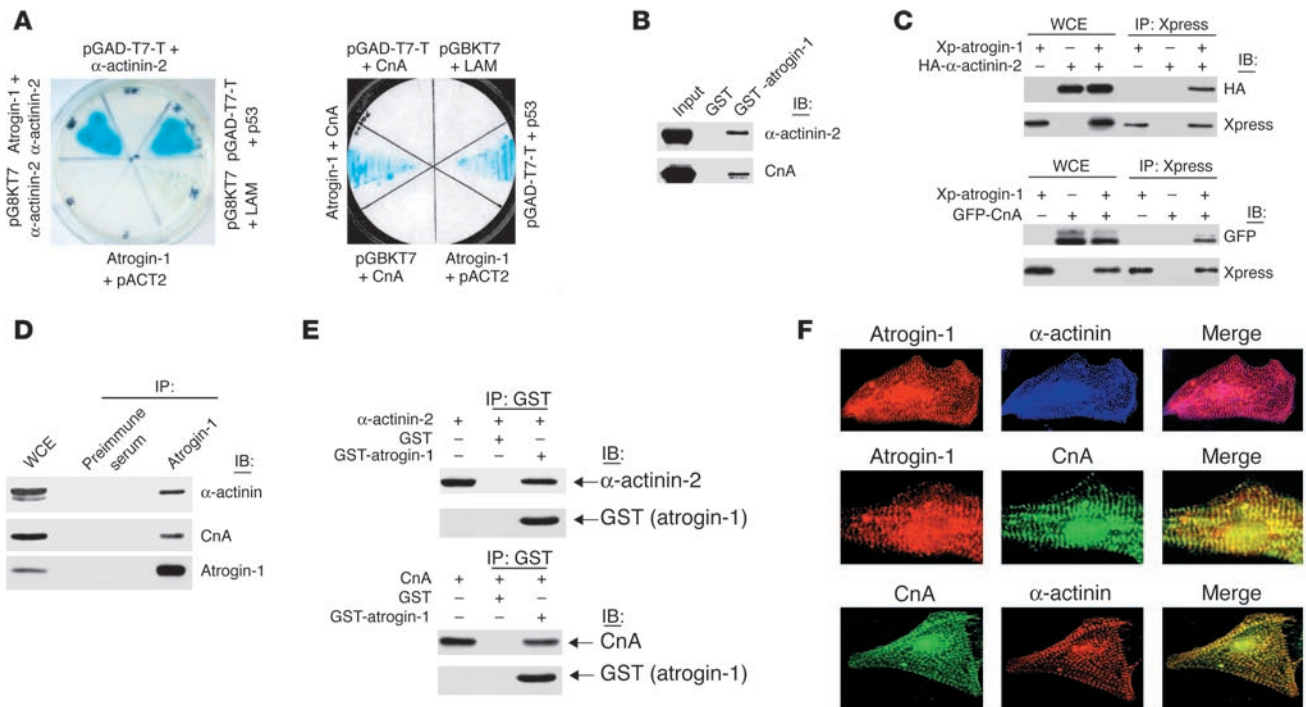 A
pGAD-T7-T +
α-actinin-2
Atrogin-1 +
α-actinin-2
pGAD-T7-T
+ p53
pG8KT7
α-actinin-2
pG8KT7
+ LAM
Atrogin-1
+ pACT2
pGAD-T7-T
+ CnA
pGBKT7
+ LAM
Atrogin-1 + CnA
pGAD-T7-T + p53
pGBKT7
+ CnA
Atrogin-1
+ pACT2
B
Input
GST
GST-atrogin-1
IB:
α-actinin-2
CnA
C
WCE IP: Xpress
Xp-atrogin-1 + – + + – +
HA-α-actinin-2 – + + – + + IB:
HA
Xpress
WCE IP: Xpress
Xp-atrogin-1 + – + + – +
GFP-CnA – + + – + + IB:
GFP
Xpress
D
IP:
WCE
Preimmune
serum
Atrogin-1
IB:
α-actinin
CnA
Atrogin-1
E
IP: GST
α-actinin-2 + + +
GST – + –
GST-atrogin-1 – – + IB:
α-actinin-2
GST (atrogin-1)
IP: GST
CnA + + +
GST – + –
GST-atrogin-1 – – + IB:
CnA
GST (atrogin-1)
F
Atrogin-1 α-actinin Merge
Atrogin-1 CnA Merge
CnA α-actinin Merge